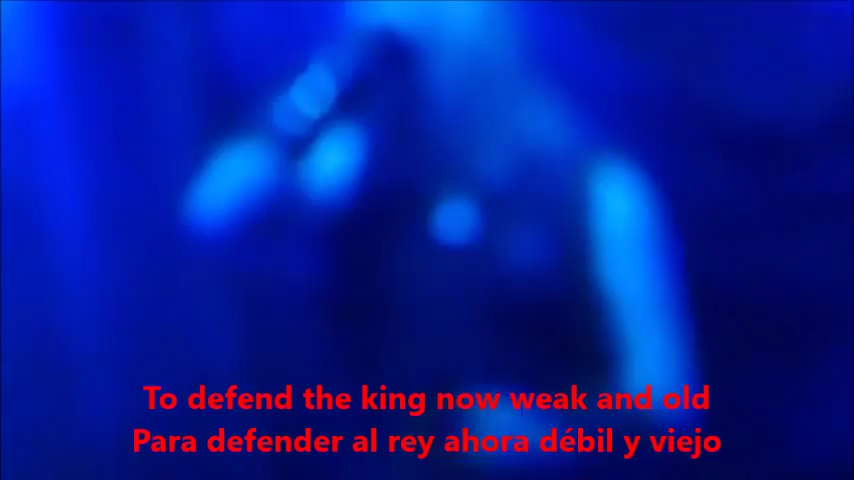 To defend the king now weak and old
Para defender al rey ahora débil y viejo